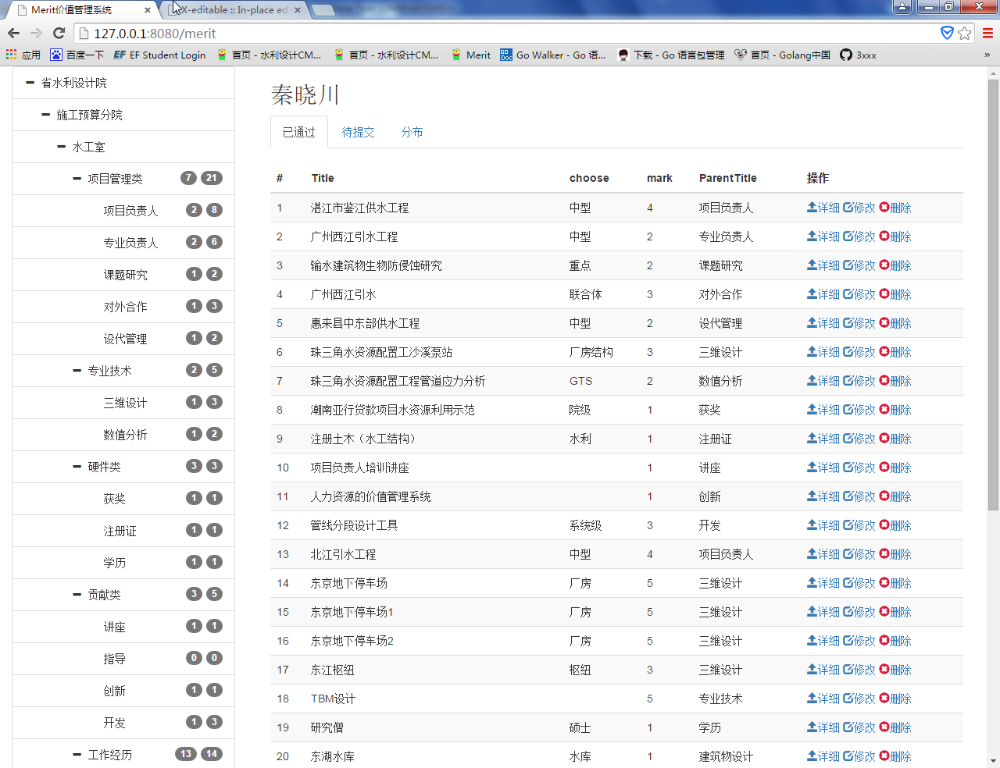 Merit价值管理系统
X-editable :: In-place ed
127.0.0.1:8080/merit
应用 百度一下 EF EF Student Login 首页 - 水利设计CM... 首页 - 水利设计CM... Merit GO DOC Go Walker - Go 语... 下载 - Go 语言包管理 首页 - Golang中国 3xxx »
省水利设计院
施工预算分院
水工室
项目管理类 7 21
项目负责人 2 8
专业负责人 2 6
课题研究 1 2
对外合作 1 3
设代管理 1 2
专业技术 2 5
三维设计 1 3
数值分析 1 2
硬件类 3 3
获奖 1 1
注册证 1 1
学历 1 1
贡献类 3 5
讲座 1 1
指导 0 0
创新 1 1
开发 1 3
工作经历 13 14
秦晓川
已通过 待提交 分布
# Title choose mark ParentTitle 操作
1 湛江市鉴江供水工程 中型 4 项目负责人 详细 修改 删除
2 广州西江引水工程 中型 2 专业负责人 详细 修改 删除
3 输水建筑物生物防侵蚀研究 重点 2 课题研究 详细 修改 删除
4 广州西江引水 联合体 3 对外合作 详细 修改 删除
5 惠来县中东部供水工程 中型 2 设代管理 详细 修改 删除
6 珠三角水资源配置工沙溪泵站 厂房结构 3 三维设计 详细 修改 删除
7 珠三角水资源配置工程管道应力分析 GTS 2 数值分析 详细 修改 删除
8 潮南亚行贷款项目水资源利用示范 院级 1 获奖 详细 修改 删除
9 注册土木（水工结构） 水利 1 注册证 详细 修改 删除
10 项目负责人培训讲座 1 讲座 详细 修改 删除
11 人力资源的价值管理系统 1 创新 详细 修改 删除
12 管线分段设计工具 系统级 3 开发 详细 修改 删除
13 北江引水工程 中型 4 项目负责人 详细 修改 删除
14 东京地下停车场 厂房 5 三维设计 详细 修改 删除
15 东京地下停车场1 厂房 5 三维设计 详细 修改 删除
16 东京地下停车场2 厂房 5 三维设计 详细 修改 删除
17 东江枢纽 枢纽 3 三维设计 详细 修改 删除
18 TBM设计 5 专业技术 详细 修改 删除
19 研究僧 硕士 1 学历 详细 修改 删除
20 东湖水库 水库 1 建筑物设计 详细 修改 删除